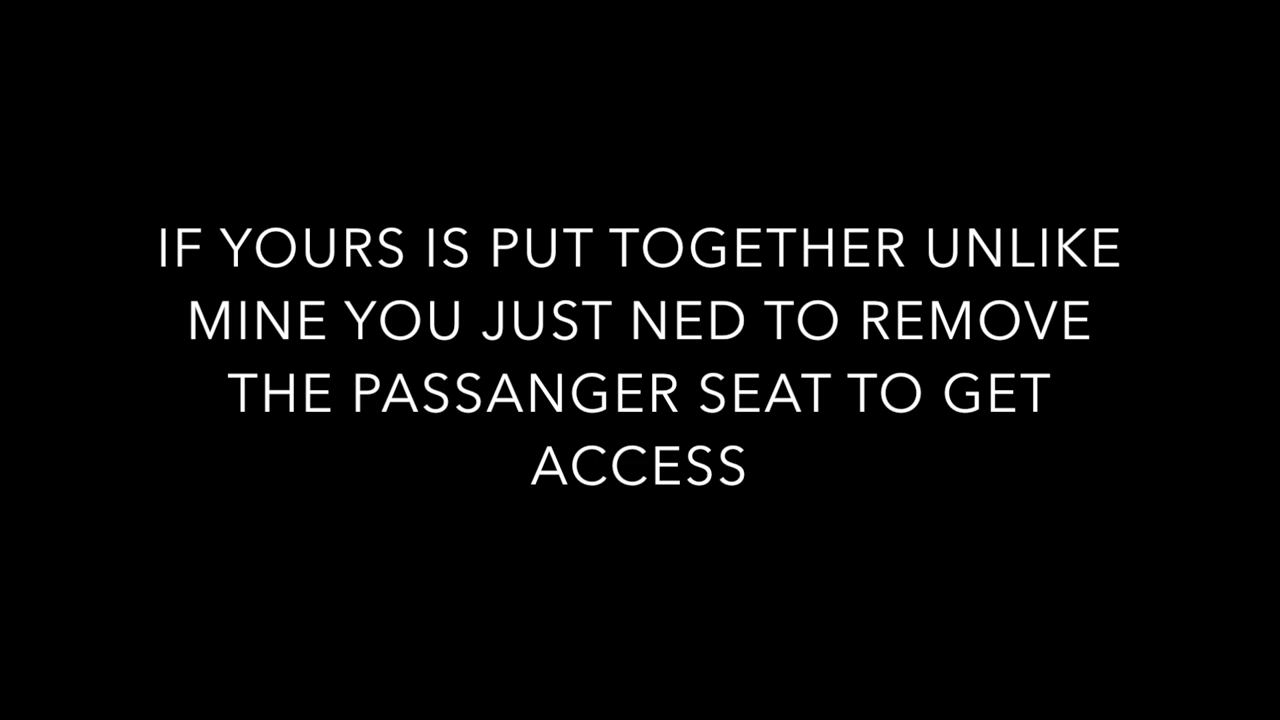 IF YOURS IS PUT TOGETHER UNLIKE
MINE YOU JUST NED TO REMOVE
THE PASSANGER SEAT TO GET
ACCESS